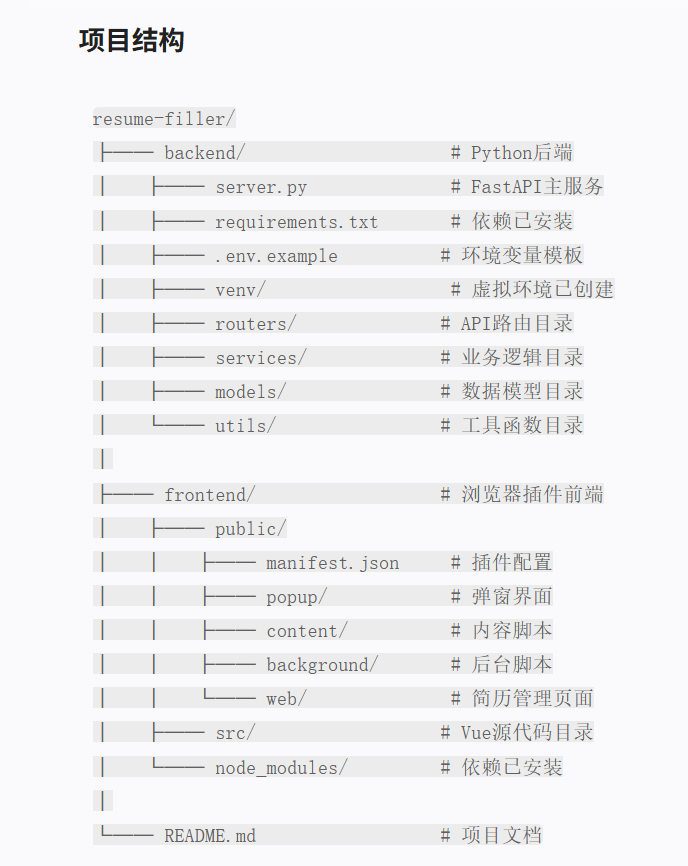 项目结构
resume-filler/
├── backend/                    # Python后端
│   ├── server.py              # FastAPI主服务
│   ├── requirements.txt       # 依赖已安装
│   ├── .env.example          # 环境变量模板
│   ├── venv/                  # 虚拟环境已创建
│   ├── routers/              # API路由目录
│   ├── services/             # 业务逻辑目录
│   ├── models/               # 数据模型目录
│   └── utils/                # 工具函数目录
│
├── frontend/                  # 浏览器插件前端
│   ├── public/
│   │   ├── manifest.json     # 插件配置
│   │   ├── popup/            # 弹窗界面
│   │   ├── content/          # 内容脚本
│   │   ├── background/       # 后台脚本
│   │   └── web/              # 简历管理页面
│   ├── src/                  # Vue源代码目录
│   └── node_modules/         # 依赖已安装
│
└── README.md                  # 项目文档